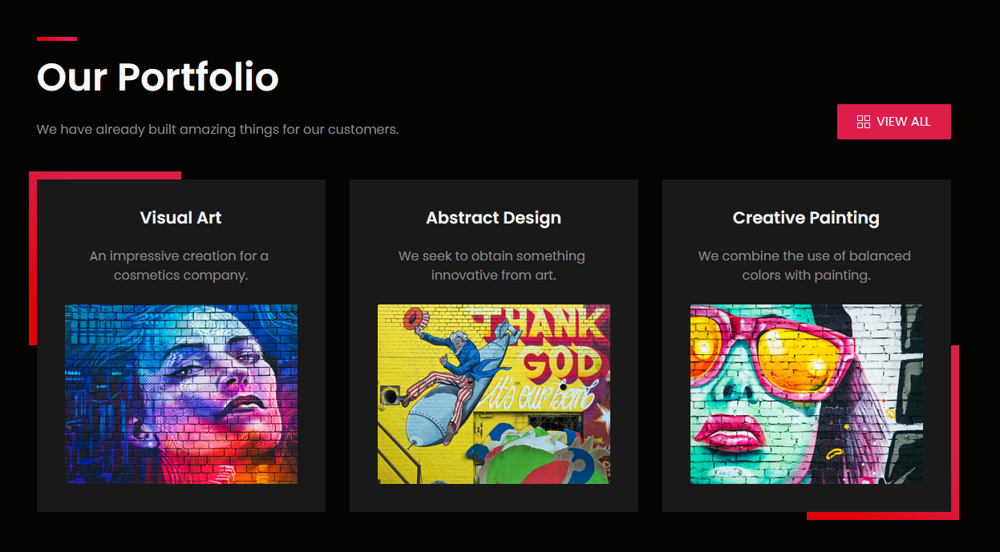 Our Portfolio
We have already built amazing things for our customers.
VIEW ALL
Visual Art
An impressive creation for a
cosmetics company.
Abstract Design
We seek to obtain something
innovative from art.
THANK
GOD
it's our bomb
Creative Painting
We combine the use of balanced
colors with painting.